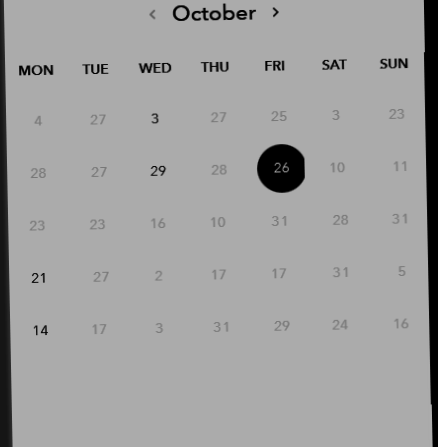 ‹ October ›
MON TUE WED THU FRI SAT SUN
4 27 3 27 25 3 23
28 27 29 28 26 10 11
23 23 16 10 31 28 31
21 27 2 17 17 31 5
14 17 3 31 29 24 16